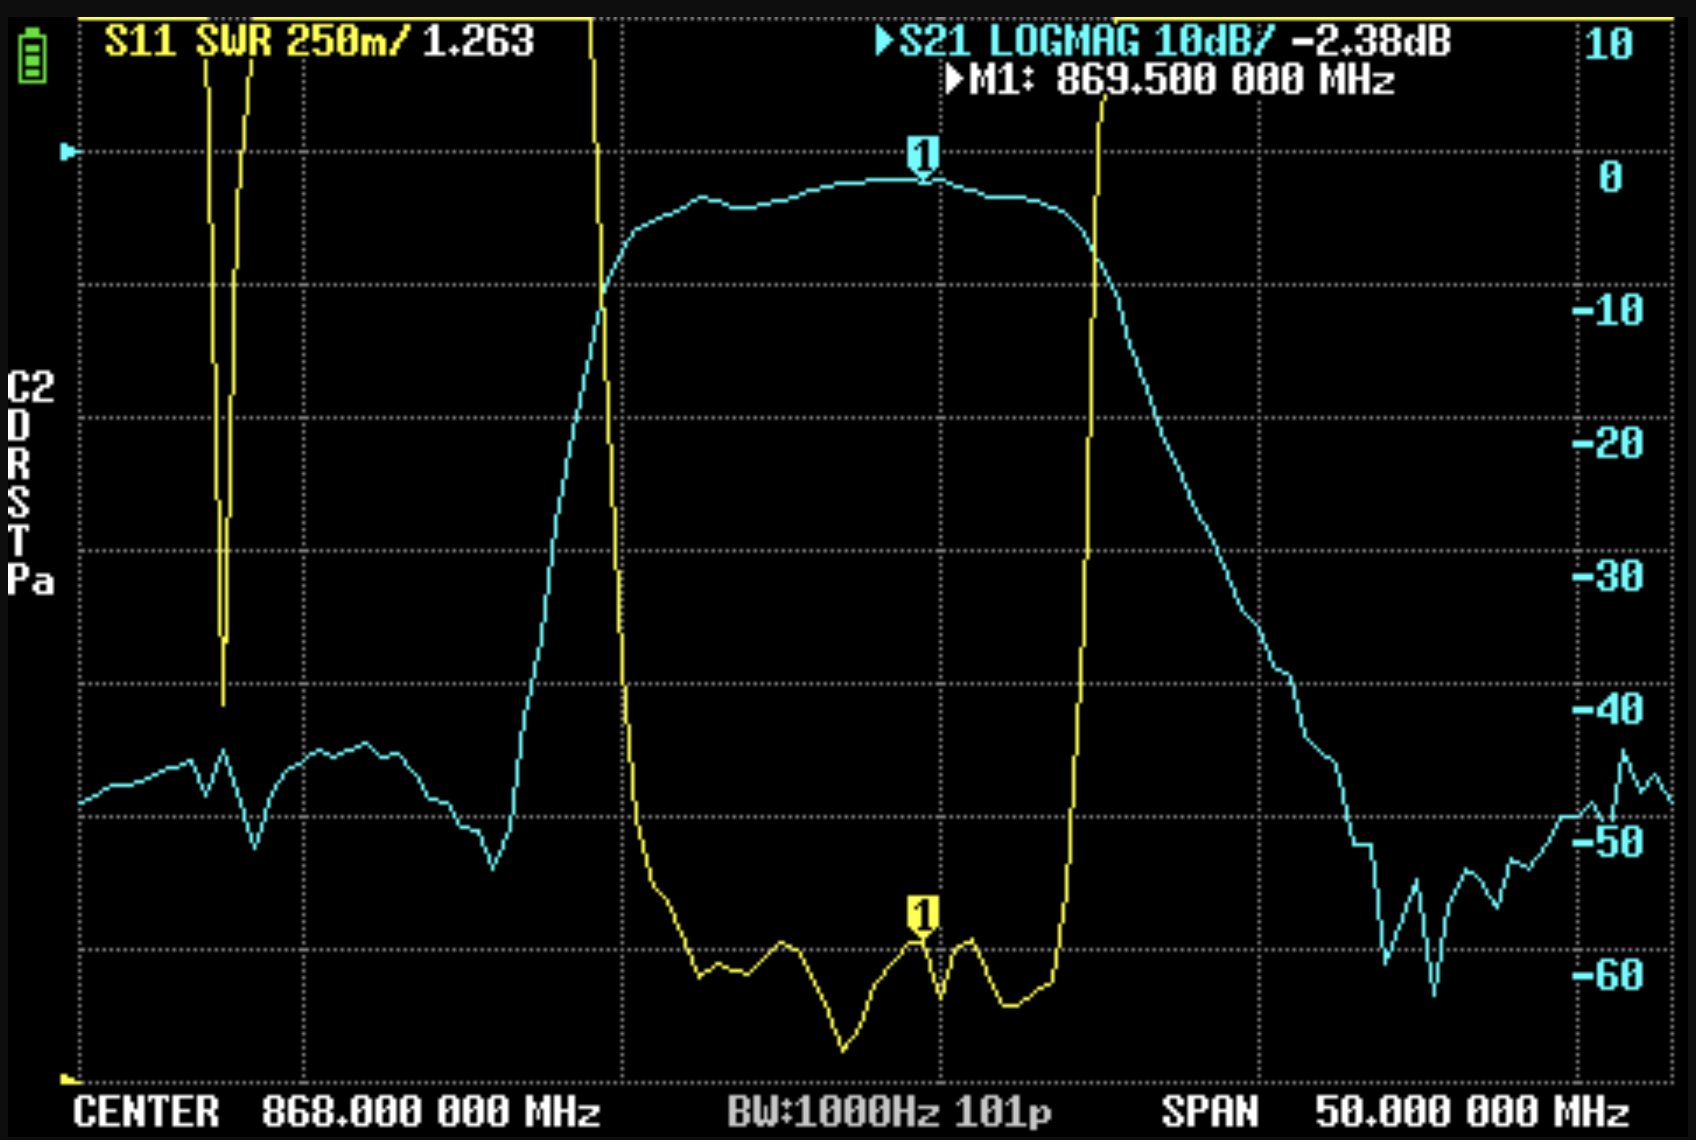 S11 SWR 250m/ 1.263 ▶S21 LOGMAG 10dB/ -2.38dB 10
▶M1: 869.500 000 MHz
1
0
-10
C2
D
-20
R
S
T
Pa
-30
-40
-50
1
-60
CENTER 868.000 000 MHz BW:1000Hz 101p SPAN 50.000 000 MHz